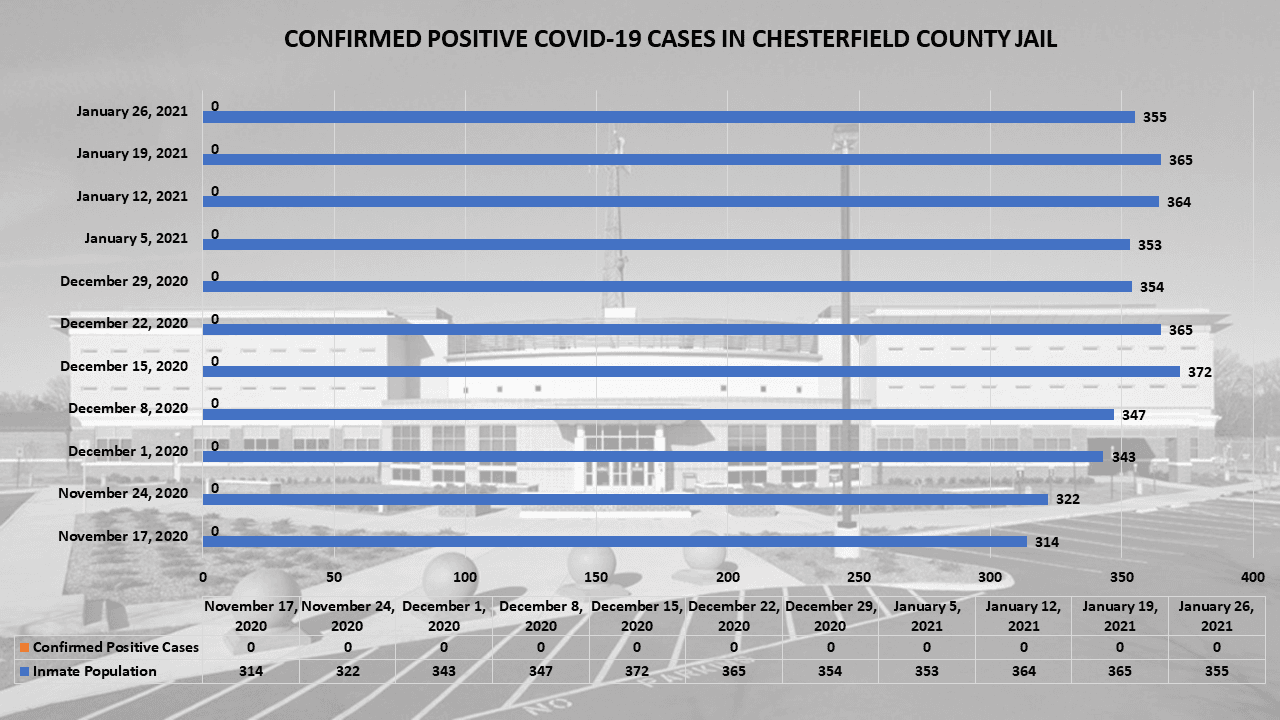 CONFIRMED POSITIVE COVID-19 CASES IN CHESTERFIELD COUNTY JAIL
January 26, 2021 0 355
January 19, 2021 0 365
January 12, 2021 0 364
January 5, 2021 0 353
December 29, 2020 0 354
December 22, 2020 0 365
December 15, 2020 0 372
December 8, 2020 0 347
December 1, 2020 0 343
November 24, 2020 0 322
November 17, 2020 0 314
0 50 100 150 200 250 300 350 400
November 17, November 24, December 1, December 8, December 15, December 22, December 29, January 5, January 12, January 19, January 26,
2020 2020 2020 2020 2020 2020 2020 2021 2021 2021 2021
Confirmed Positive Cases 0 0 0 0 0 0 0 0 0 0 0
Inmate Population 314 322 343 347 372 365 354 353 364 365 355
NO PARKING